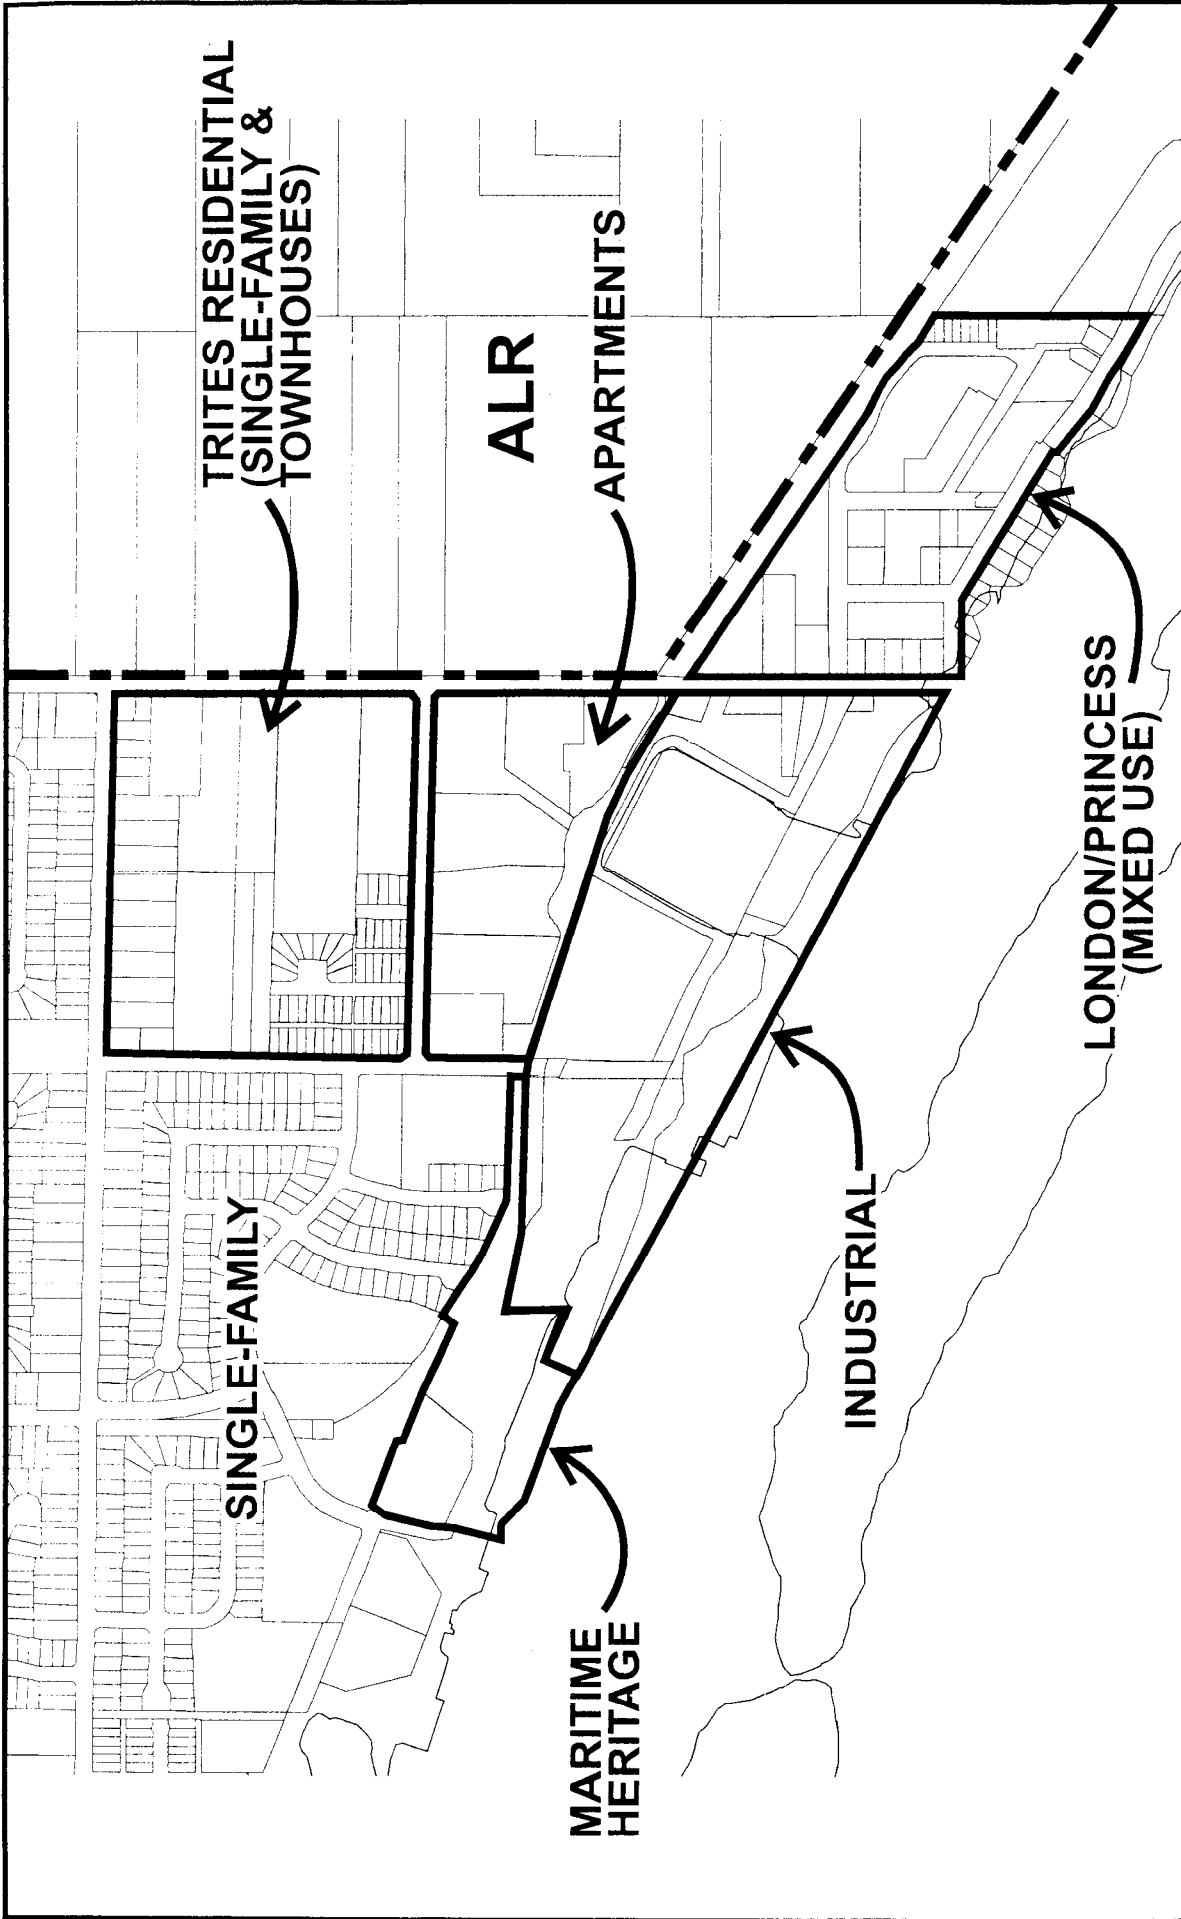 TRITES RESIDENTIAL
(SINGLE-FAMILY &
TOWNHOUSES)
ALR
APARTMENTS
SINGLE-FAMILY
LONDON/PRINCESS
(MIXED USE)
INDUSTRIAL
MARITIME
HERITAGE